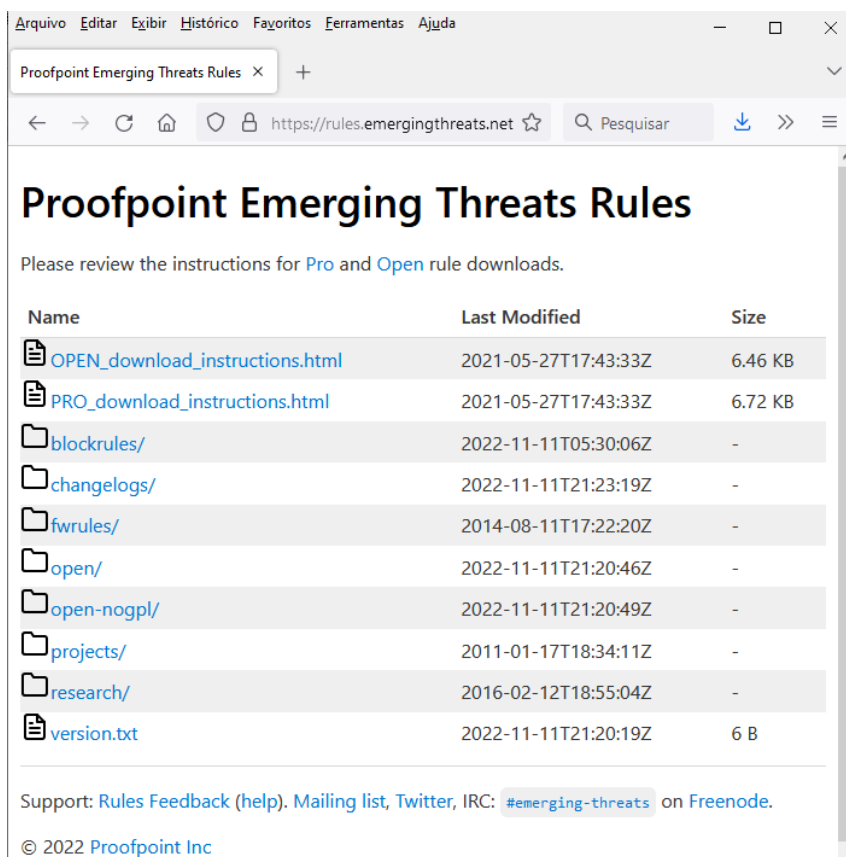 Arquivo Editar Exibir Histórico Favoritos Ferramentas Ajuda
Proofpoint Emerging Threats Rules
https://rules.emergingthreats.net Pesquisar
Proofpoint Emerging Threats Rules
Please review the instructions for Pro and Open rule downloads.
Name Last Modified Size
OPEN_download_instructions.html 2021-05-27T17:43:33Z 6.46 KB
PRO_download_instructions.html 2021-05-27T17:43:33Z 6.72 KB
blockrules/ 2022-11-11T05:30:06Z -
changelogs/ 2022-11-11T21:23:19Z -
fwrules/ 2014-08-11T17:22:20Z -
open/ 2022-11-11T21:20:46Z -
open-nogpl/ 2022-11-11T21:20:49Z -
projects/ 2011-01-17T18:34:11Z -
research/ 2016-02-12T18:55:04Z -
version.txt 2022-11-11T21:20:19Z 6 B
Support: Rules Feedback (help). Mailing list, Twitter, IRC: #emerging-threats on Freenode.
© 2022 Proofpoint Inc